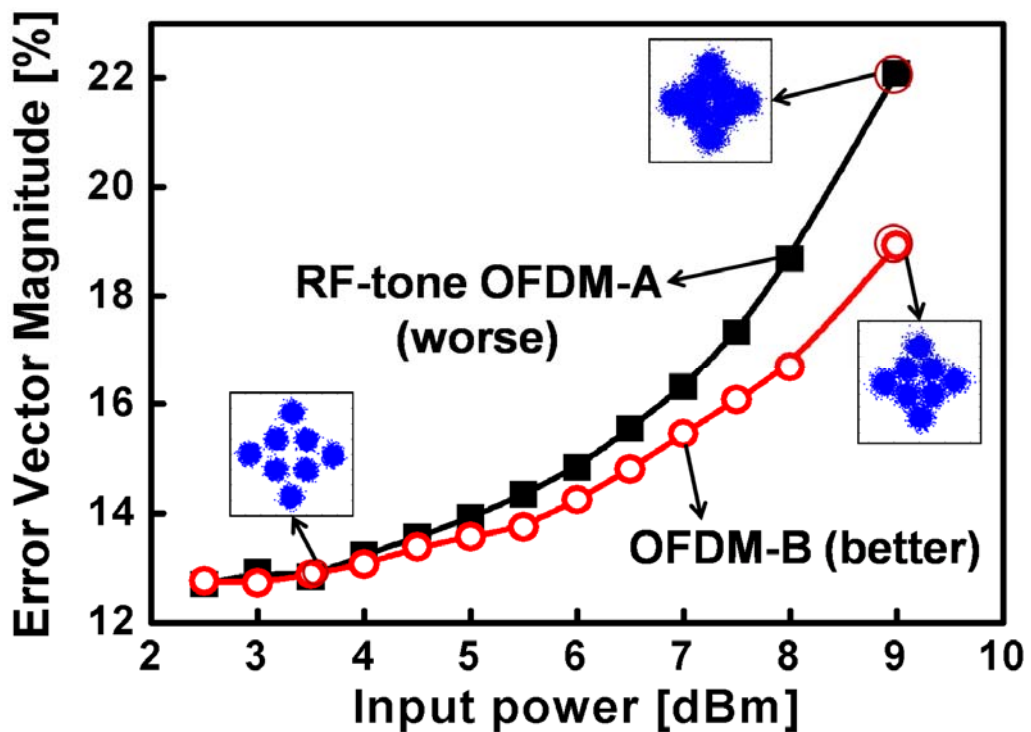 Error Vector Magnitude [%]
22
20
18
16
14
12
RF-tone OFDM-A
(worse)
OFDM-B (better)
2 3 4 5 6 7 8 9 10
Input power [dBm]